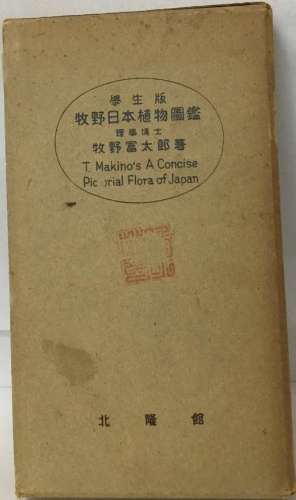 學生版
牧野日本植物圖鑑
理學博士
牧野富太郎著
T. Makino's A Concise
Pictorial Flora of Japan
北隆館